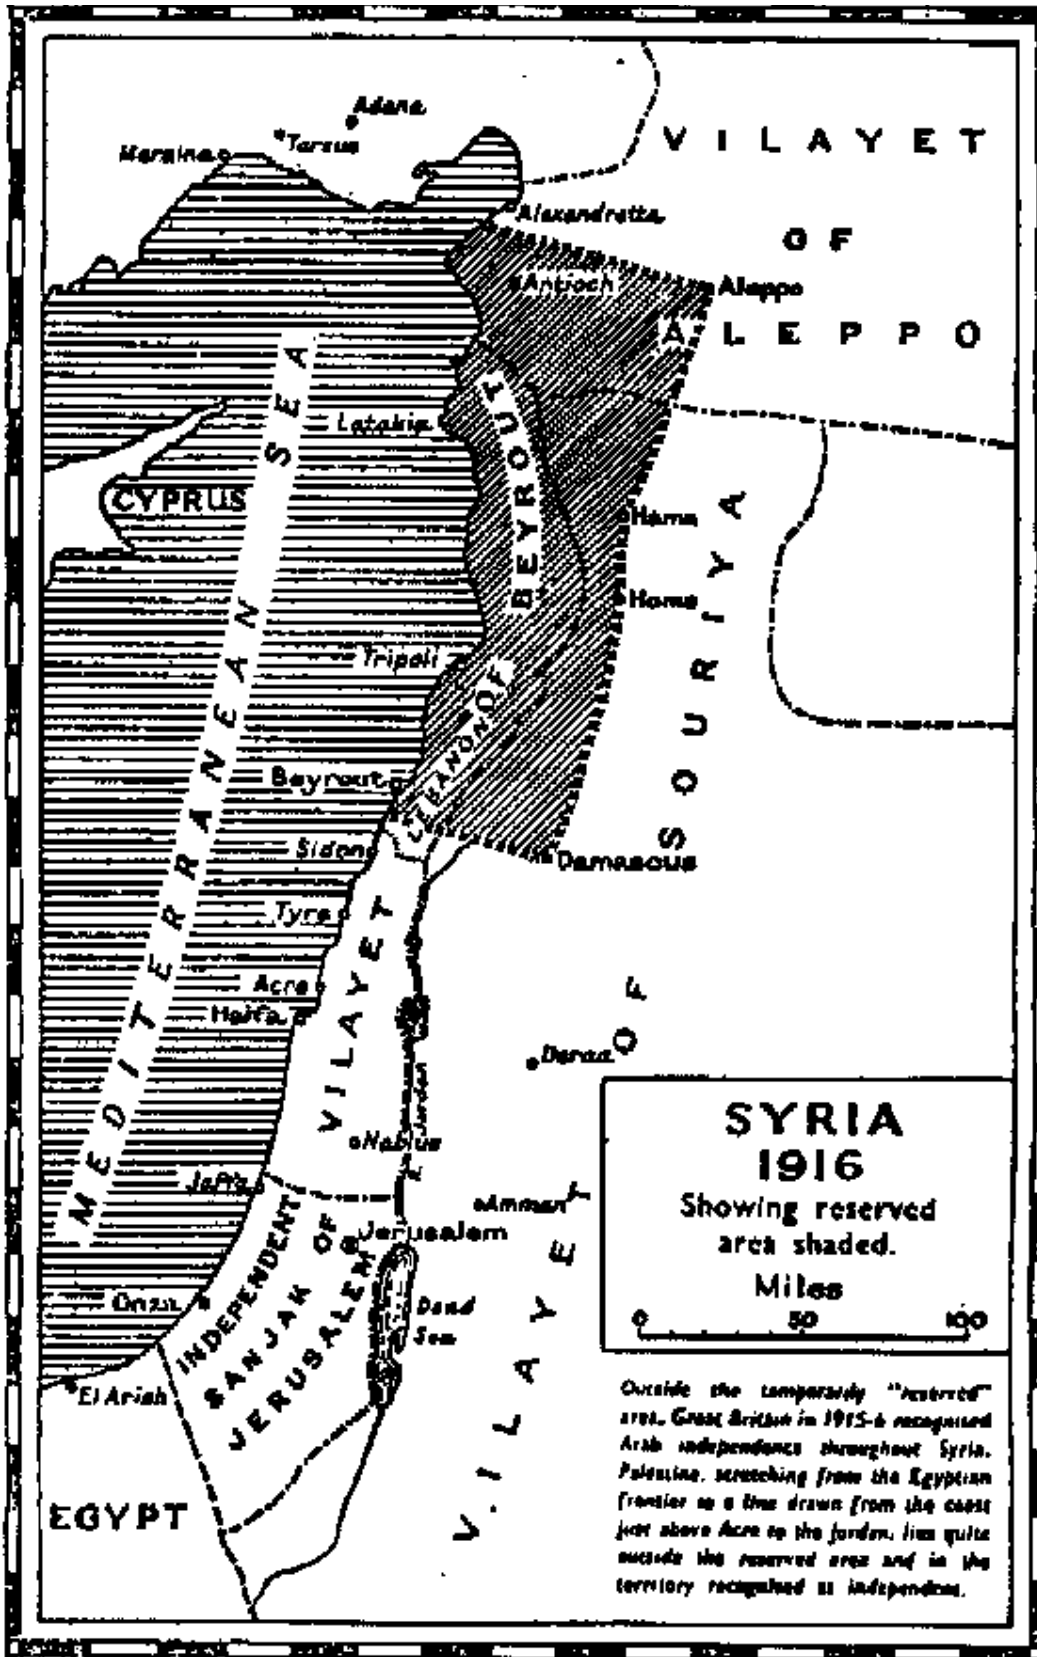 Adana
Tarsus
Mersina
VILAYET
OF
ALEPPO
Alexandretta
Antioch
Aleppo
MEDITERRANEAN SEA
Latakia
CYPRUS
Hama
Homs
VILAYET OF BEYROUT
Tripoli
LEBANON
Beyrout
Sidon
Damascus
Tyre
Acre
Haifa
VILAYET OF SOURIYA
Deraa
R. Jordan
Nablus
Jaffa
Amman
Jerusalem
INDEPENDENT
SANJAK OF
JERUSALEM
Gaza
Dead
Sea
El Arish
EGYPT
SYRIA
1916
Showing reserved
area shaded.
Miles
0 50 100
Outside the temporarily "reserved"
area, Great Britain in 1915-6 recognised
Arab independence throughout Syria.
Palestine, stretching from the Egyptian
frontier to a line drawn from the coast
just above Acre to the Jordan, lies quite
outside the reserved area and in the
territory recognised as independent.